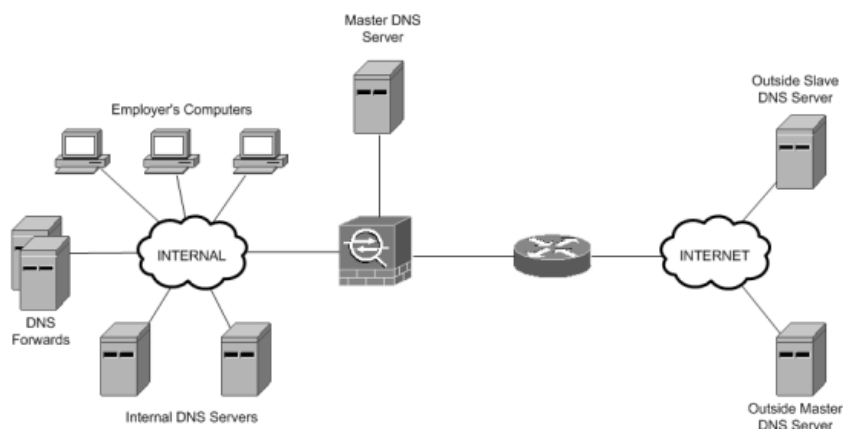 Master DNS
Server
Outside Slave
DNS Server
Employer's Computers
INTERNAL
INTERNET
DNS
Forwards
Internal DNS Servers
Outside Master
DNS Server